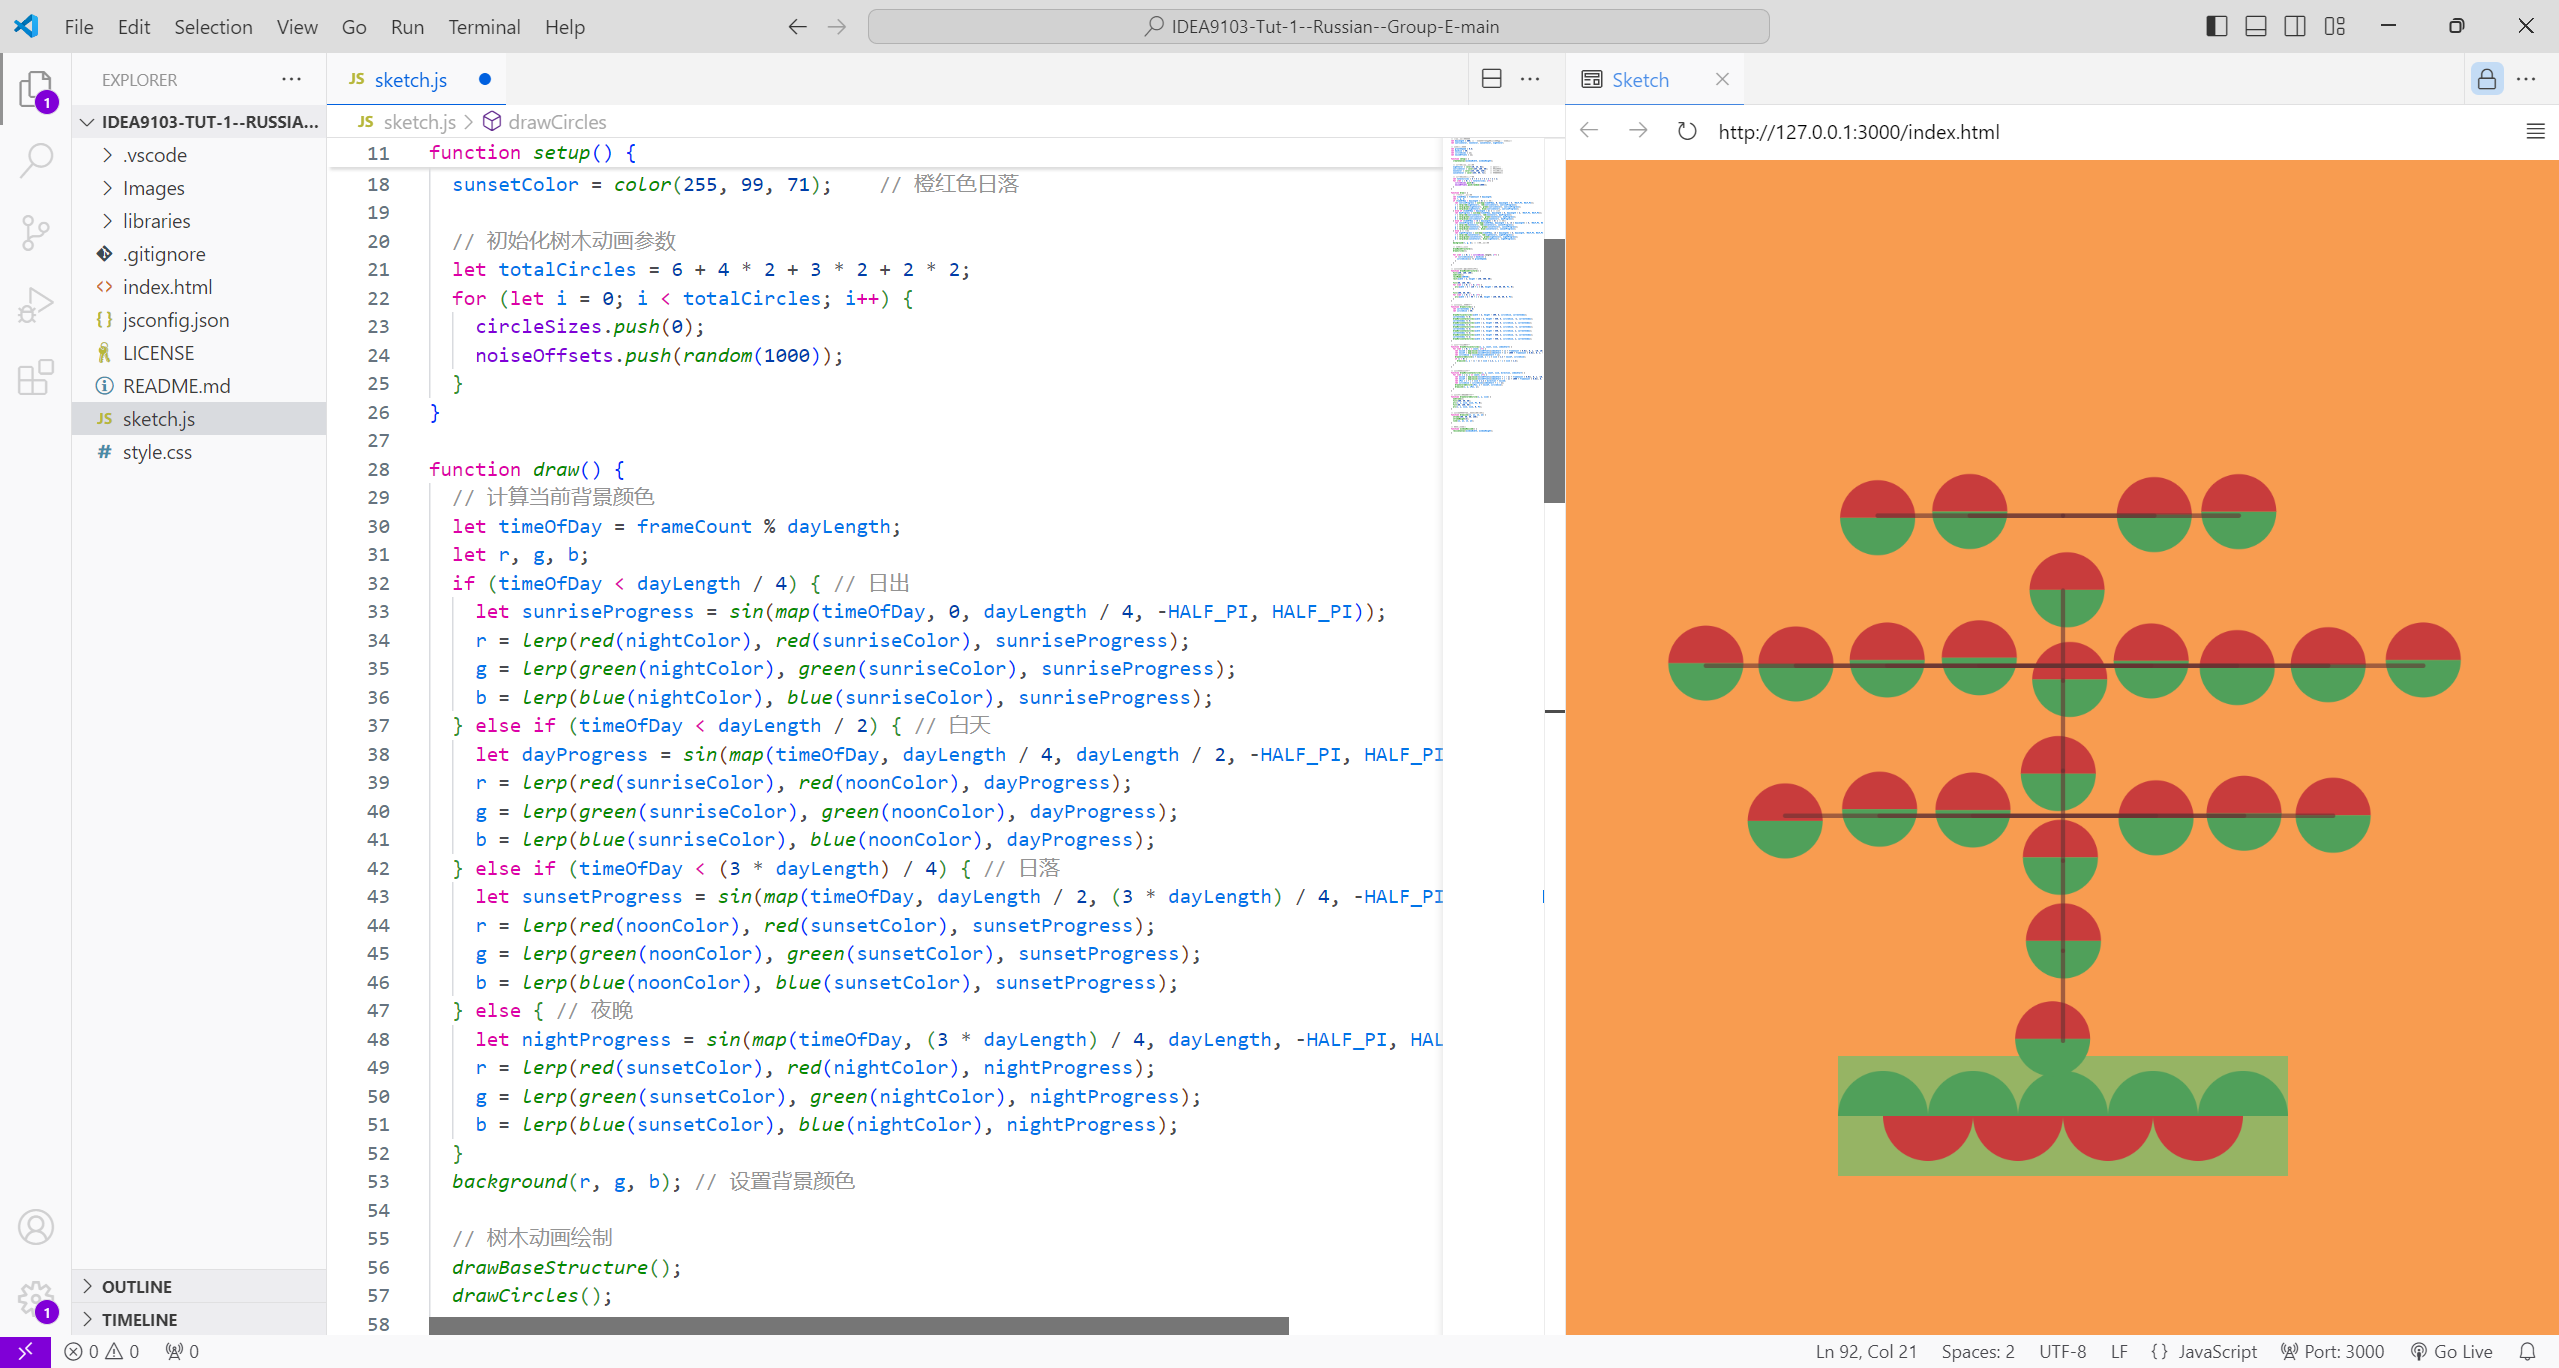 File Edit Selection View Go Run Terminal Help
IDEA9103-Tut-1--Russian--Group-E-main
EXPLORER
IDEA9103-TUT-1--RUSSIA...
.vscode
Images
libraries
.gitignore
index.html
jsconfig.json
LICENSE
README.md
JS sketch.js
# style.css
OUTLINE
TIMELINE
JS sketch.js
JS sketch.js > drawCircles
11 function setup() {
18 sunsetColor = color(255, 99, 71); // 橙红色日落
19
20 // 初始化树木动画参数
21 let totalCircles = 6 + 4 * 2 + 3 * 2 + 2 * 2;
22 for (let i = 0; i < totalCircles; i++) {
23 circleSizes.push(0);
24 noiseOffsets.push(random(1000));
25 }
26 }
27
28 function draw() {
29 // 计算当前背景颜色
30 let timeOfDay = frameCount % dayLength;
31 let r, g, b;
32 if (timeOfDay < dayLength / 4) { // 日出
33 let sunriseProgress = sin(map(timeOfDay, 0, dayLength / 4, -HALF_PI, HALF_PI));
34 r = lerp(red(nightColor), red(sunriseColor), sunriseProgress);
35 g = lerp(green(nightColor), green(sunriseColor), sunriseProgress);
36 b = lerp(blue(nightColor), blue(sunriseColor), sunriseProgress);
37 } else if (timeOfDay < dayLength / 2) { // 白天
38 let dayProgress = sin(map(timeOfDay, dayLength / 4, dayLength / 2, -HALF_PI, HALF_PI
39 r = lerp(red(sunriseColor), red(noonColor), dayProgress);
40 g = lerp(green(sunriseColor), green(noonColor), dayProgress);
41 b = lerp(blue(sunriseColor), blue(noonColor), dayProgress);
42 } else if (timeOfDay < (3 * dayLength) / 4) { // 日落
43 let sunsetProgress = sin(map(timeOfDay, dayLength / 2, (3 * dayLength) / 4, -HALF_PI
44 r = lerp(red(noonColor), red(sunsetColor), sunsetProgress);
45 g = lerp(green(noonColor), green(sunsetColor), sunsetProgress);
46 b = lerp(blue(noonColor), blue(sunsetColor), sunsetProgress);
47 } else { // 夜晚
48 let nightProgress = sin(map(timeOfDay, (3 * dayLength) / 4, dayLength, -HALF_PI, HAL
49 r = lerp(red(sunsetColor), red(nightColor), nightProgress);
50 g = lerp(green(sunsetColor), green(nightColor), nightProgress);
51 b = lerp(blue(sunsetColor), blue(nightColor), nightProgress);
52 }
53 background(r, g, b); // 设置背景颜色
54
55 // 树木动画绘制
56 drawBaseStructure();
57 drawCircles();
58
Sketch
http://127.0.0.1:3000/index.html
0 0 0 Ln 92, Col 21 Spaces: 2 UTF-8 LF {} JavaScript Port: 3000 Go Live
1
1